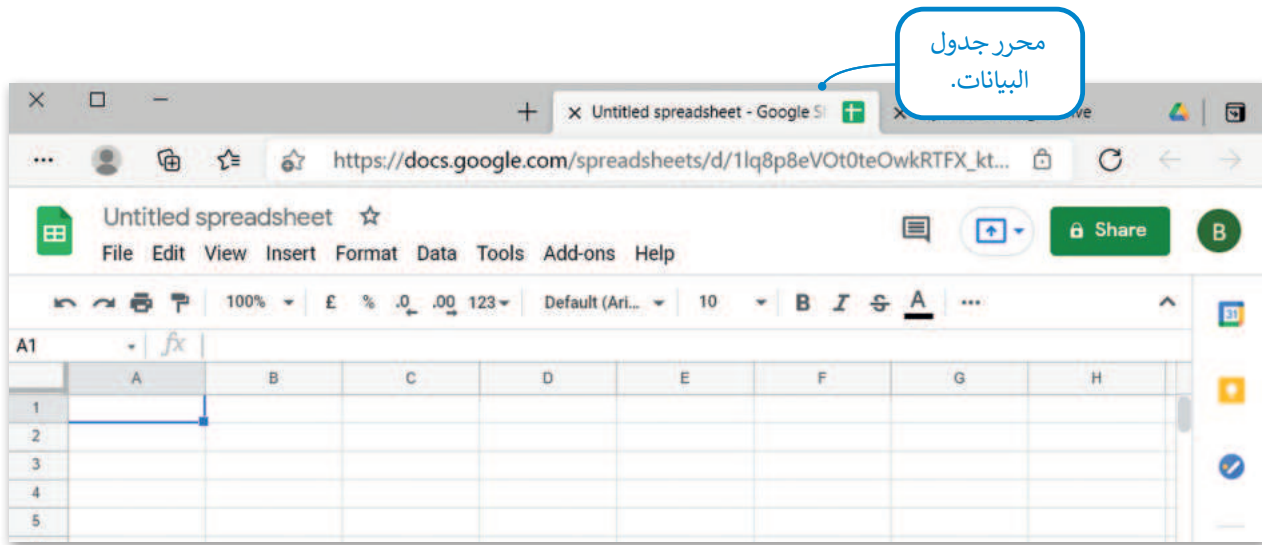 محرر جدول
البيانات.
Untitled spreadsheet - Google S
https://docs.google.com/spreadsheets/d/1lq8p8eVOt0teOwkRTFX_kt...
Untitled spreadsheet
Share
B
File Edit View Insert Format Data Tools Add-ons Help
100% £ % .0 .00 123 Default (Ari... 10 B I S A
31
A1 fx
A B C D E F G H
1
2
3
4
5